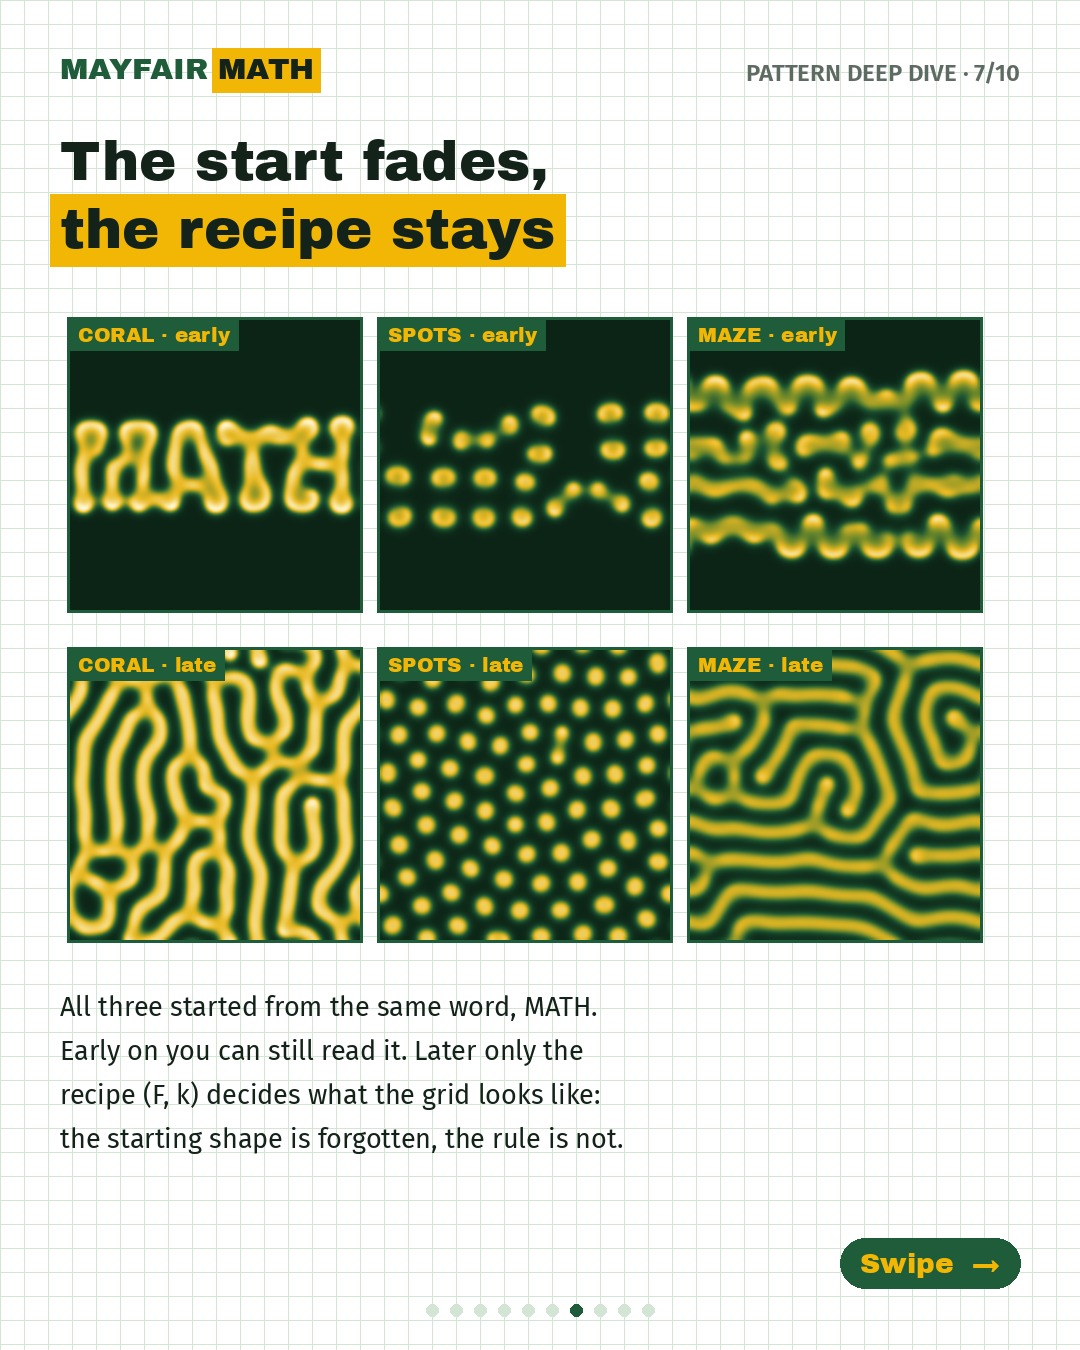 MAYFAIR MATH
PATTERN DEEP DIVE · 7/10
The start fades,
the recipe stays
CORAL · early
SPOTS · early
MAZE · early
MATH
CORAL · late
SPOTS · late
MAZE · late
All three started from the same word, MATH.
Early on you can still read it. Later only the
recipe (F, k) decides what the grid looks like:
the starting shape is forgotten, the rule is not.
Swipe →